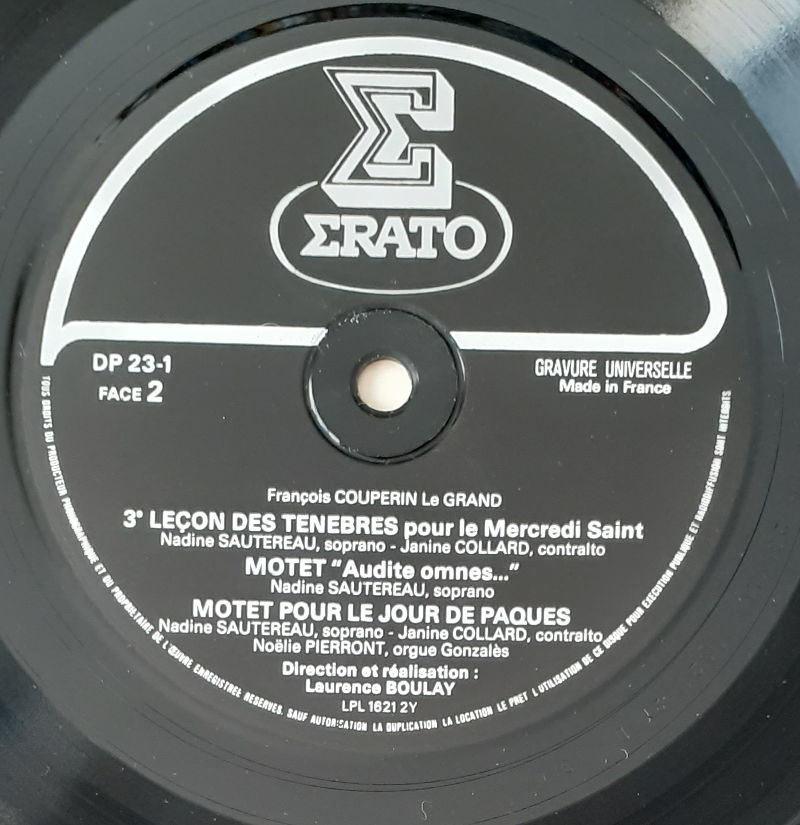 Σ
ΣRATO
DP 23-1
FACE 2
GRAVURE UNIVERSELLE
Made in France
François COUPERIN Le GRAND
3° LEÇON DES TENEBRES pour le Mercredi Saint
Nadine SAUTEREAU, soprano - Janine COLLARD, contralto
MOTET "Audite omnes..."
Nadine SAUTEREAU, soprano
MOTET POUR LE JOUR DE PAQUES
Nadine SAUTEREAU, soprano - Janine COLLARD, contralto
Noëlie PIERRONT, orgue Gonzalès
Direction et réalisation :
Laurence BOULAY
LPL 1621 2Y
TOUS DROITS DU PRODUCTEUR PHONOGRAPHIQUE ET DU PROPRIETAIRE DE L'ŒUVRE ENREGISTREE RESERVES. SAUF AUTORISATION LA DUPLICATION LA LOCATION LE PRET L UTILISATION DE CE DISQUE POUR EXECUTION PUBLIQUE ET RADIODIFFUSION SONT INTERDITS